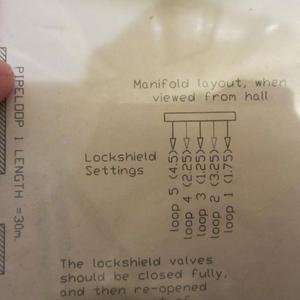 PIPELOOP 1 LENGTH =30m.
Manifold layout, when
viewed from hall
Lockshield
Settings
loop 5 (4.5)
loop 4 (2.25)
loop 3 (1.25)
loop 2 (3.25)
loop 1 (1.75)
The lockshield valves
should be closed fully,
and then re-opened